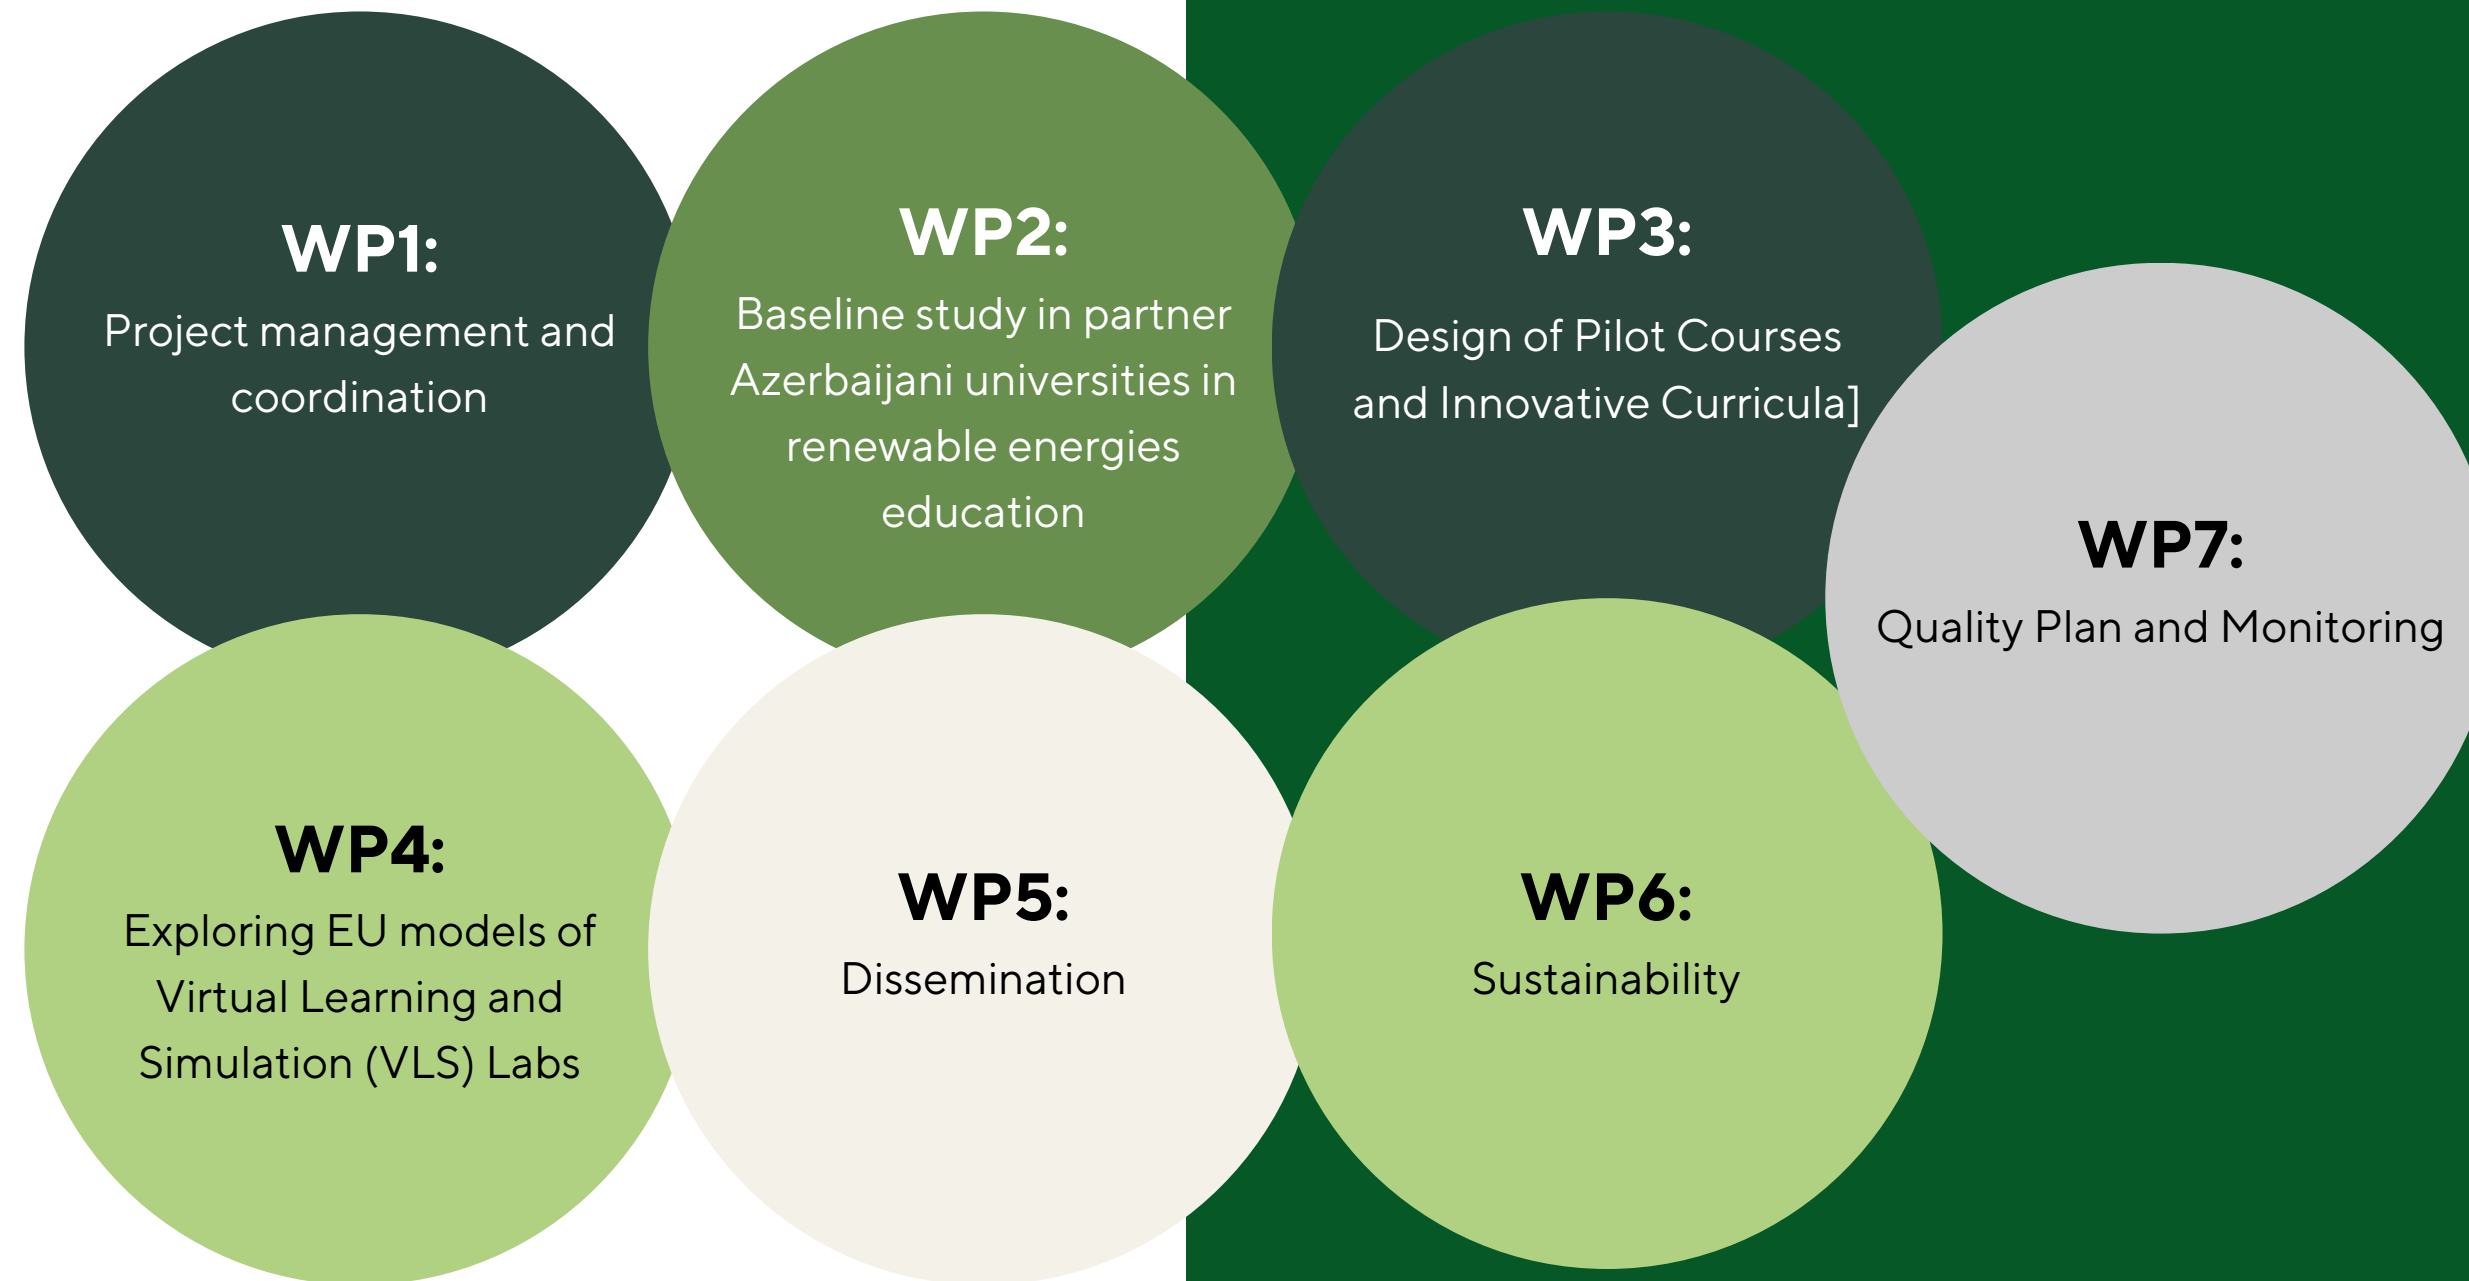 WP1:
Project management and
coordination
WP2:
Baseline study in partner
Azerbaijani universities in
renewable energies
education
WP3:
Design of Pilot Courses
and Innovative Curricula]
WP7:
Quality Plan and Monitoring
WP4:
Exploring EU models of
Virtual Learning and
Simulation (VLS) Labs
WP5:
Dissemination
WP6:
Sustainability